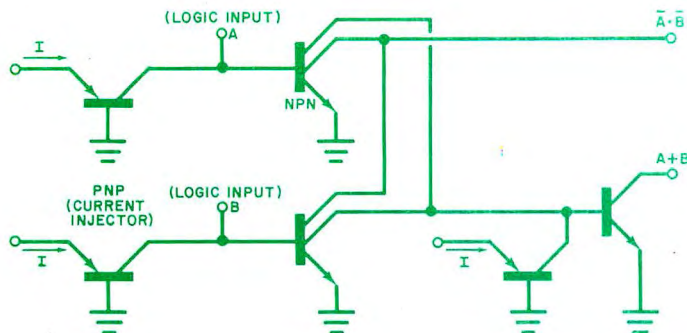 (LOGIC INPUT)
A
I
NPN
A̅·B̅
PNP
(CURRENT
INJECTOR)
(LOGIC INPUT)
B
I
I
A+B